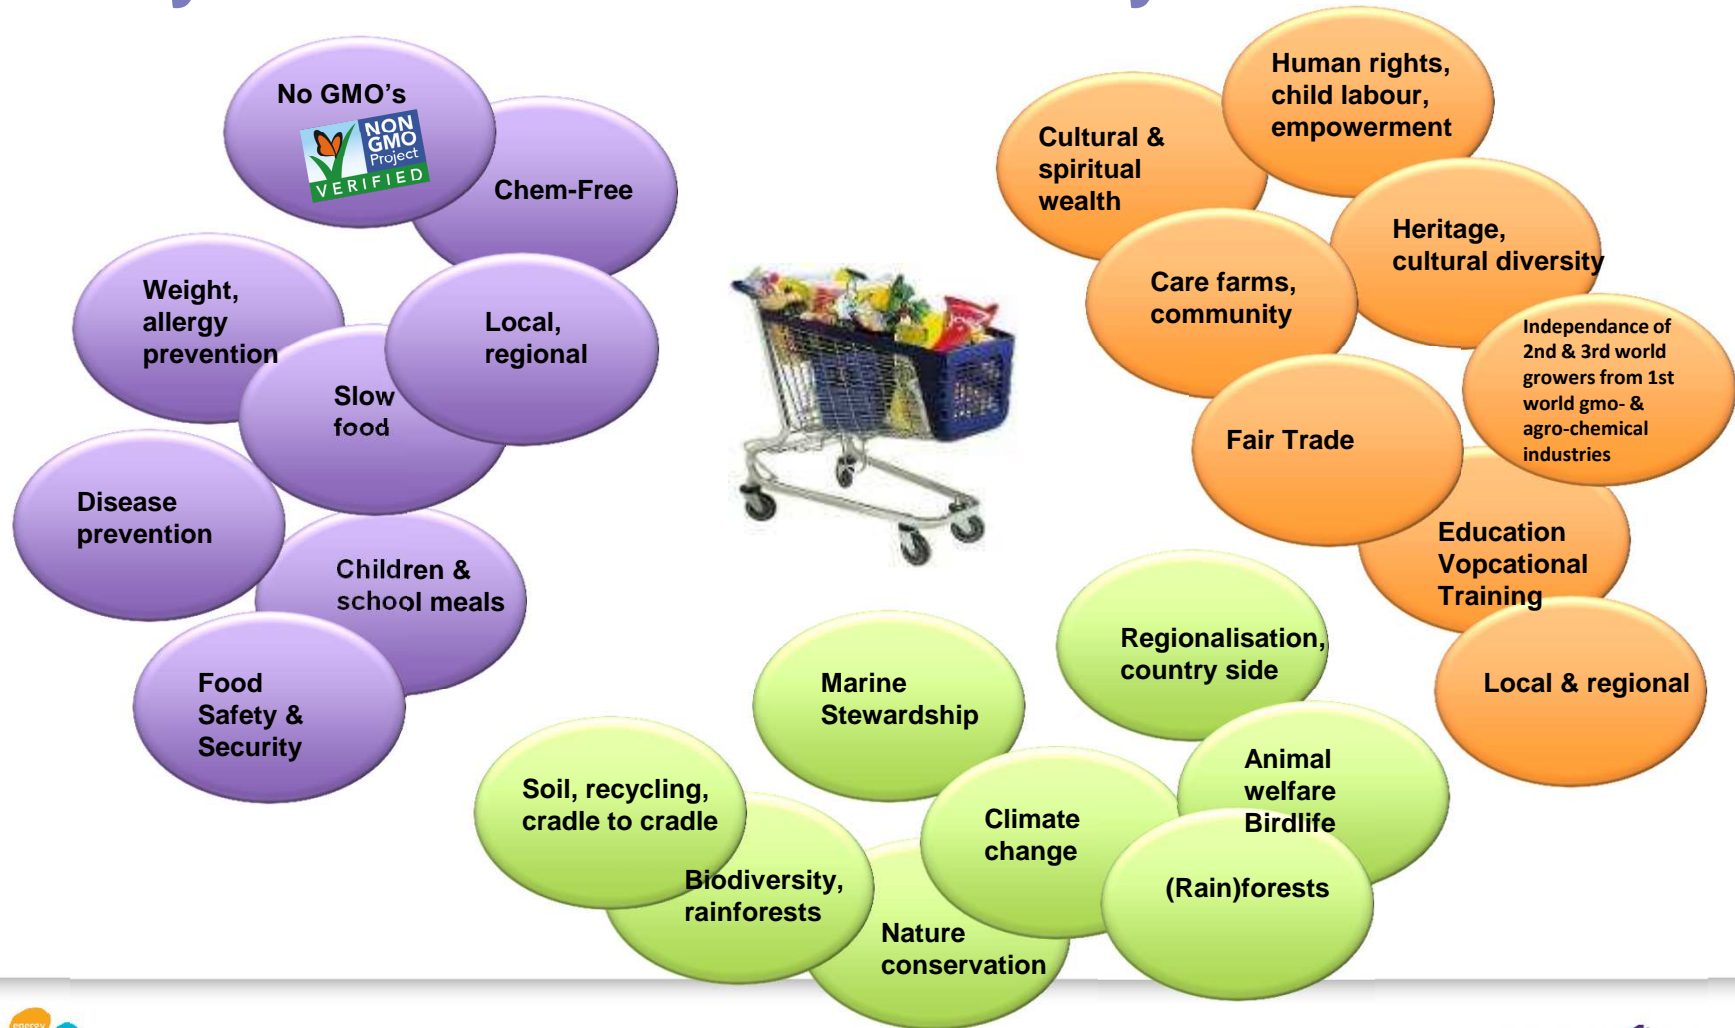 No GMO's
NON
GMO
Project
VERIFIED
Chem-Free
Weight,
allergy
prevention
Local,
regional
Slow
food
Disease
prevention
Children &
school meals
Food
Safety &
Security
Human rights,
child labour,
empowerment
Cultural &
spiritual
wealth
Heritage,
cultural diversity
Care farms,
community
Independance of
2nd & 3rd world
growers from 1st
world gmo- &
agro-chemical
industries
Fair Trade
Education
Vopcational
Training
Local & regional
Regionalisation,
country side
Marine
Stewardship
Animal
welfare
Birdlife
Soil, recycling,
cradle to cradle
Climate
change
Biodiversity,
rainforests
(Rain)forests
Nature
conservation
energy